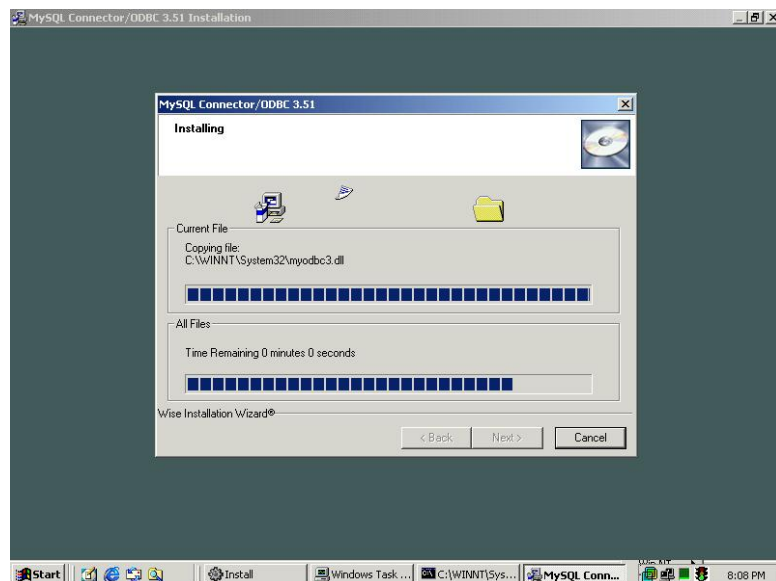 MySQL Connector/ODBC 3.51 Installation
MySQL Connector/ODBC 3.51
Installing
Current File
Copying file:
C:\WINNT\System32\myodbc3.dll
All Files
Time Remaining 0 minutes 0 seconds
Wise Installation Wizard®
< Back
Next >
Cancel
Start
Install
Windows Task ...
C:\WINNT\Sys...
MySQL Conn...
8:08 PM